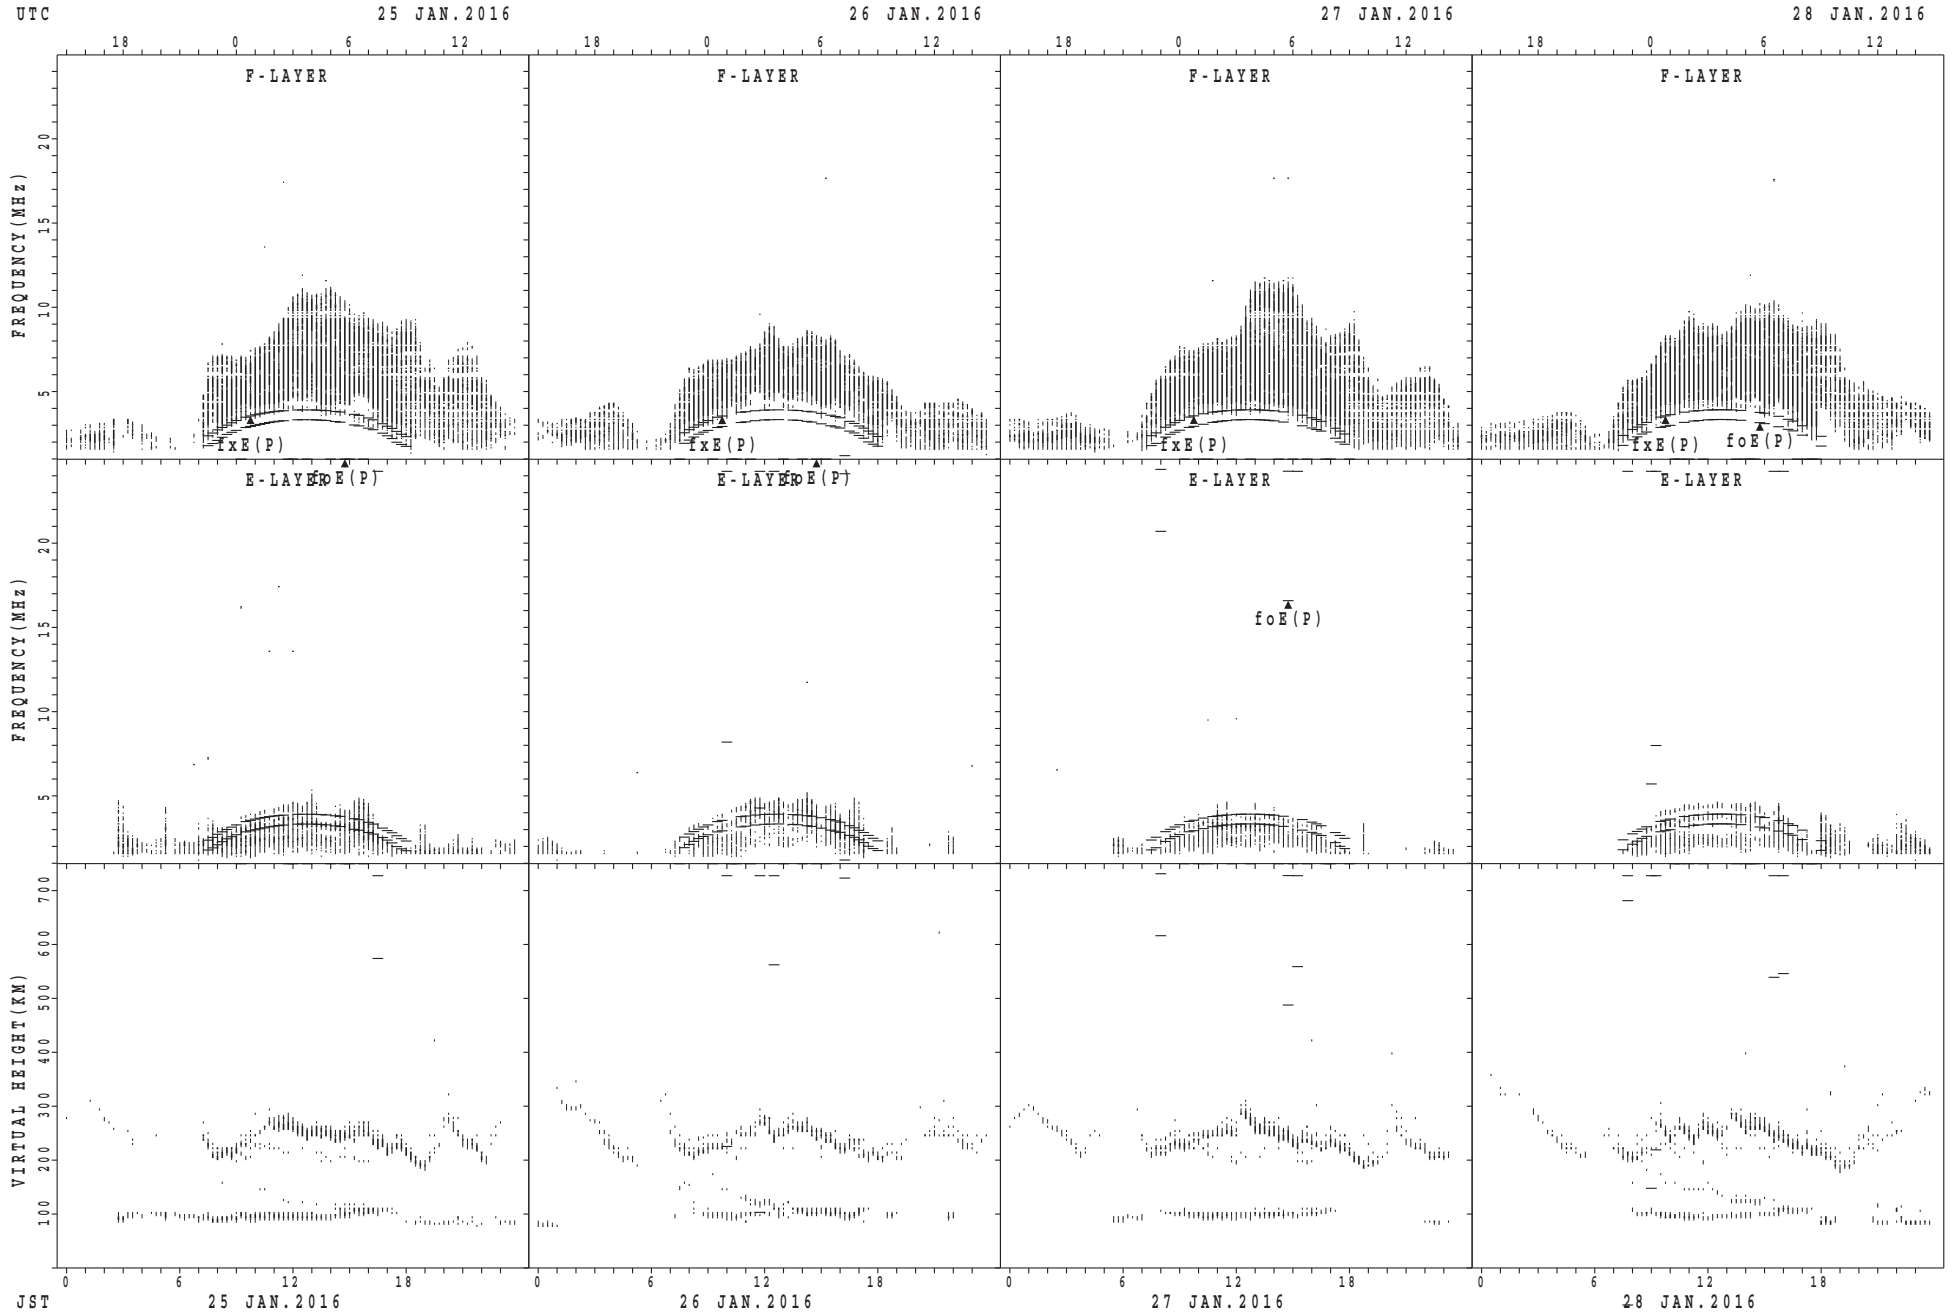 UTC 25 JAN.2016 26 JAN.2016 27 JAN.2016 28 JAN.2016
18 0 6 12 18 0 6 12 18 0 6 12 18 0 6 12
F-LAYER F-LAYER F-LAYER F-LAYER
FREQUENCY(MHz)
20
15
10
5
fxE(P) fxE(P) fxE(P) fxE(P) foE(P)
E-LAYER foE(P) E-LAYER foE(P) E-LAYER E-LAYER
FREQUENCY(MHz)
20
15
foE(P)
10
5
VIRTUAL HEIGHT(KM)
700
600
500
400
300
200
100
0 6 12 18 0 6 12 18 0 6 12 18 0 6 12 18
JST 25 JAN.2016 26 JAN.2016 27 JAN.2016 28 JAN.2016